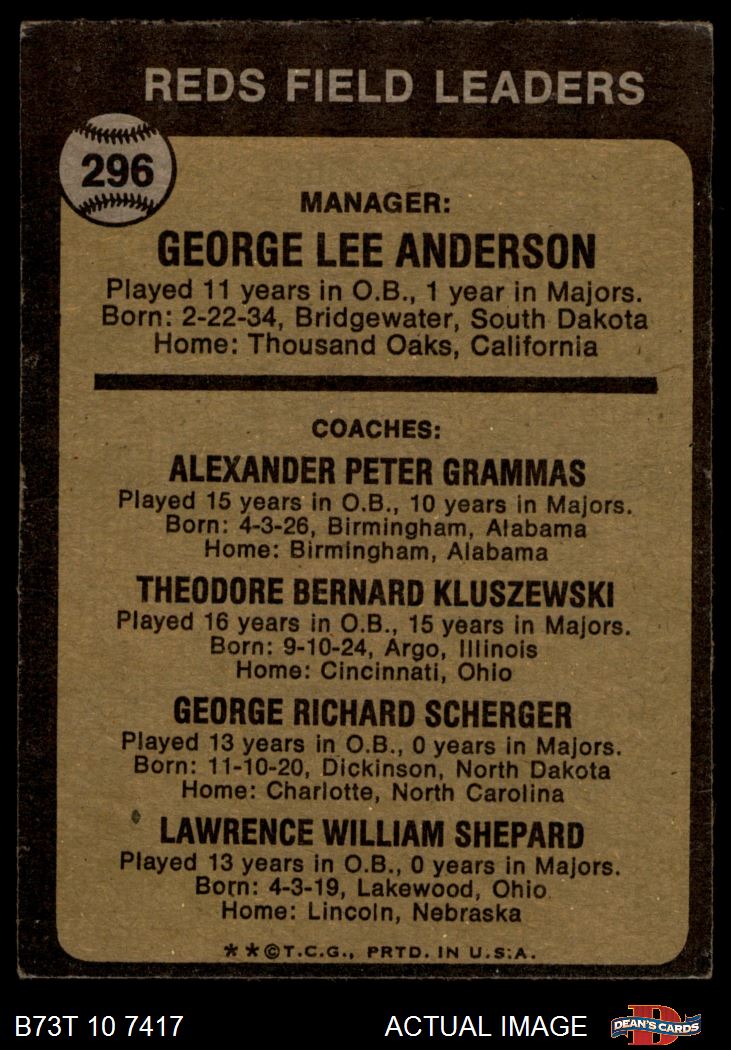 REDS FIELD LEADERS
296
MANAGER:
GEORGE LEE ANDERSON
Played 11 years in O.B., 1 year in Majors.
Born: 2-22-34, Bridgewater, South Dakota
Home: Thousand Oaks, California
COACHES:
ALEXANDER PETER GRAMMAS
Played 15 years in O.B., 10 years in Majors.
Born: 4-3-26, Birmingham, Alabama
Home: Birmingham, Alabama
THEODORE BERNARD KLUSZEWSKI
Played 16 years in O.B., 15 years in Majors.
Born: 9-10-24, Argo, Illinois
Home: Cincinnati, Ohio
GEORGE RICHARD SCHERGER
Played 13 years in O.B., 0 years in Majors.
Born: 11-10-20, Dickinson, North Dakota
Home: Charlotte, North Carolina
LAWRENCE WILLIAM SHEPARD
Played 13 years in O.B., 0 years in Majors.
Born: 4-3-19, Lakewood, Ohio
Home: Lincoln, Nebraska
**©T.C.G., PRTD. IN U.S.A.
B73T 10 7417 ACTUAL IMAGE
D
DEAN'S CARDS